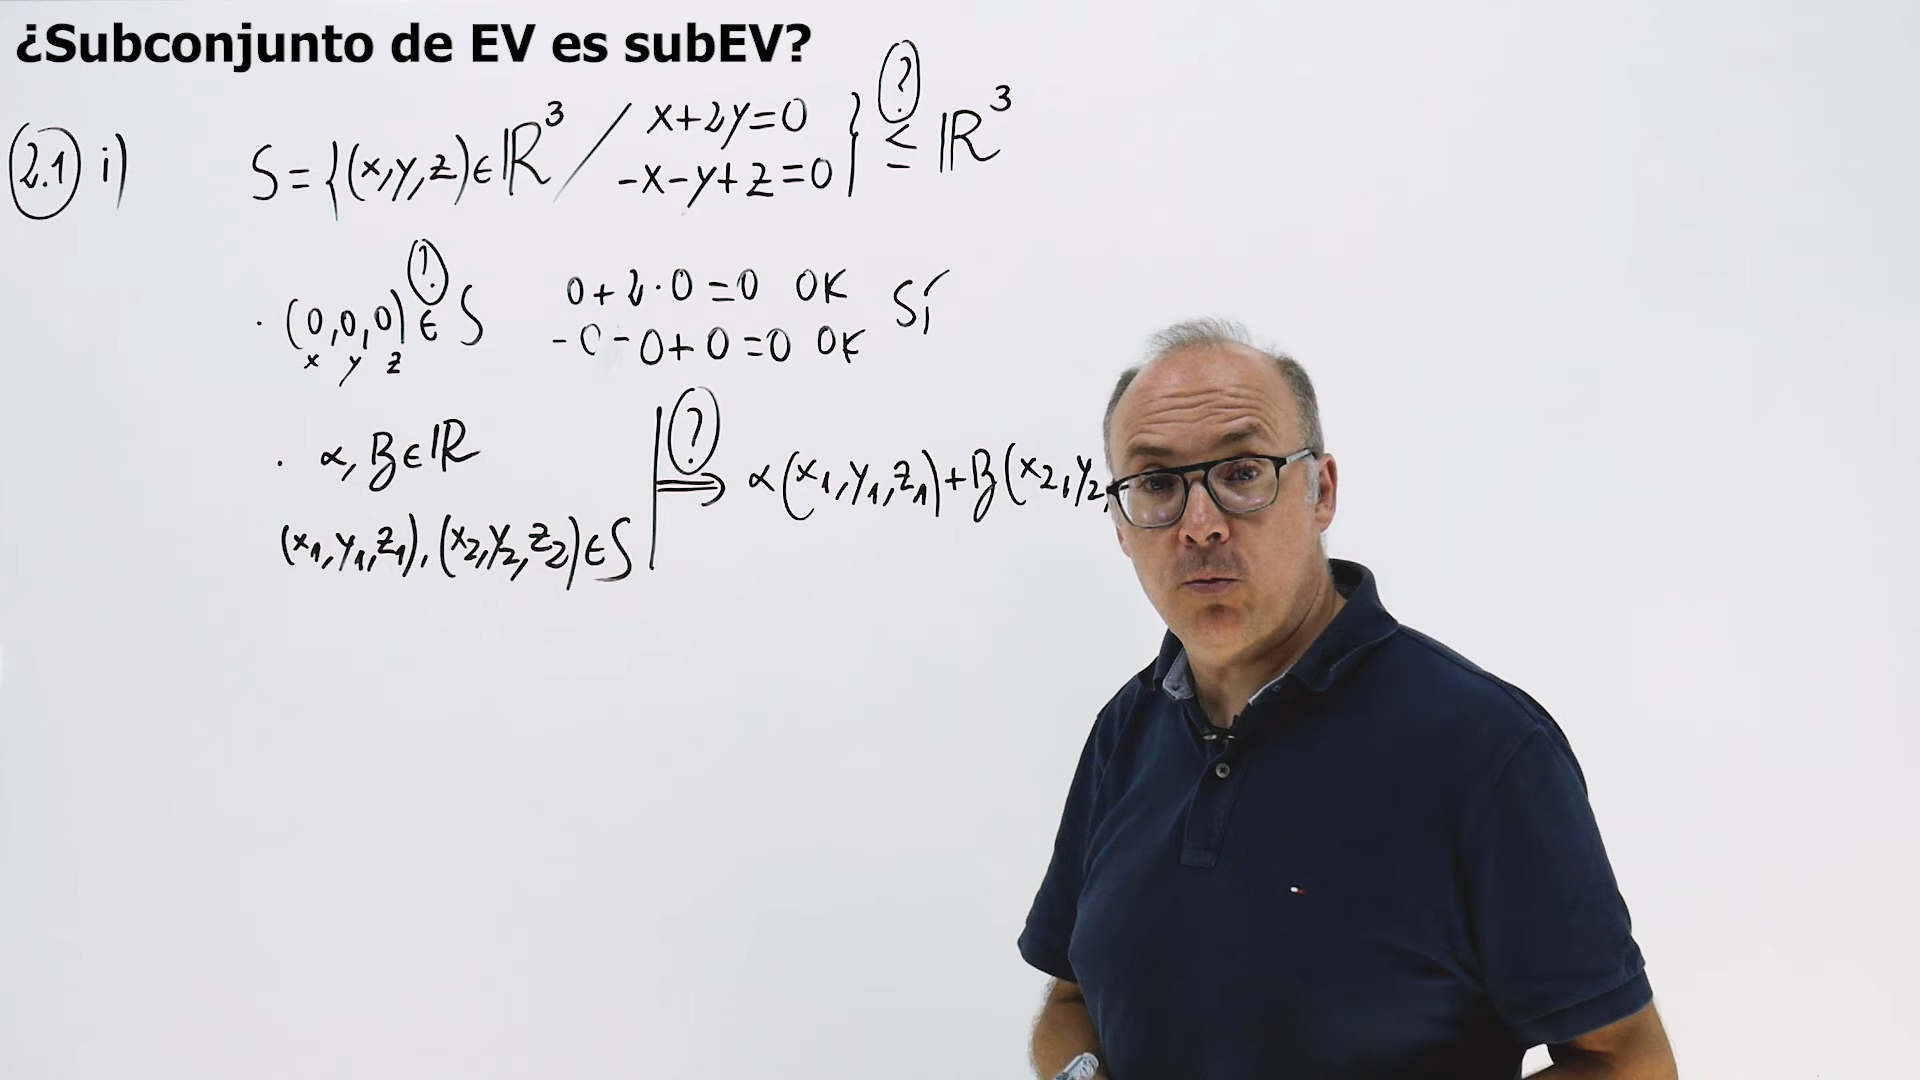 ¿Subconjunto de EV es subEV?
2.1 i) S = {(x,y,z) ∈ ℝ³ / x+2y=0
-x-y+z=0 } ≤ ? ℝ³
· (0,0,0) ∈ ? S 0+2·0=0 OK Sí
x y z -0-0+0=0 OK
· α, β ∈ ℝ ? ⟹ α(x₁,y₁,z₁)+β(x₂,y₂,
(x₁,y₁,z₁), (x₂,y₂,z₂) ∈ S